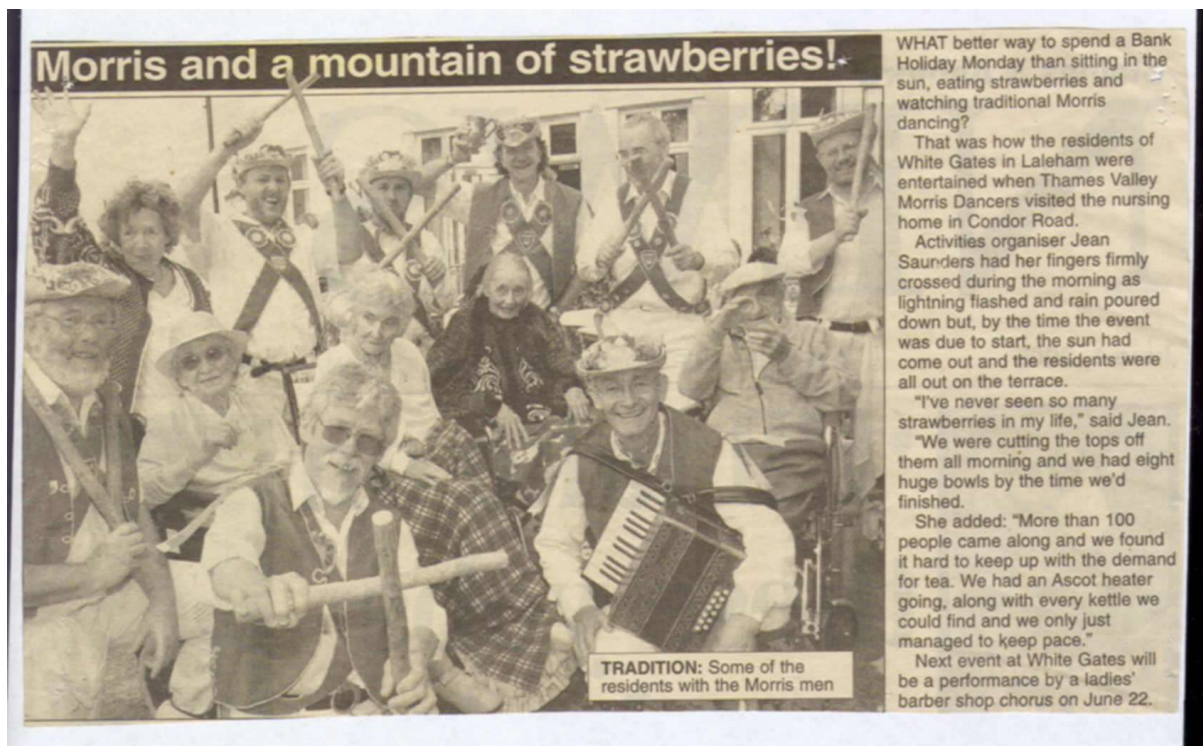 Morris and a mountain of strawberries!
WHAT better way to spend a Bank
Holiday Monday than sitting in the
sun, eating strawberries and
watching traditional Morris
dancing?
That was how the residents of
White Gates in Laleham were
entertained when Thames Valley
Morris Dancers visited the nursing
home in Condor Road.
Activities organiser Jean
Saunders had her fingers firmly
crossed during the morning as
lightning flashed and rain poured
down but, by the time the event
was due to start, the sun had
come out and the residents were
all out on the terrace.
“I've never seen so many
strawberries in my life,” said Jean.
“We were cutting the tops off
them all morning and we had eight
huge bowls by the time we'd
finished.
She added: “More than 100
people came along and we found
it hard to keep up with the demand
for tea. We had an Ascot heater
going, along with every kettle we
could find and we only just
managed to keep pace.”
Next event at White Gates will
be a performance by a ladies'
barber shop chorus on June 22.
TRADITION: Some of the
residents with the Morris men